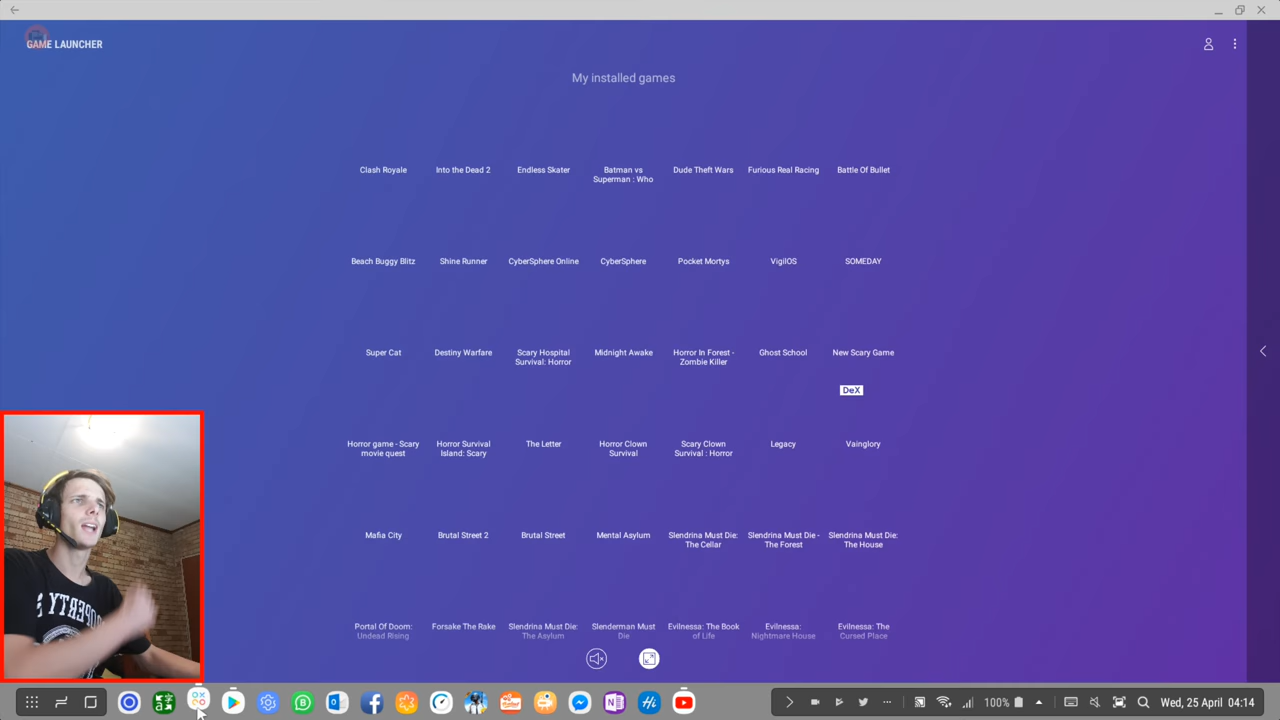 GAME LAUNCHER
My installed games
Clash Royale
Into the Dead 2
Endless Skater
Batman vs
Superman : Who
Dude Theft Wars
Furious Real Racing
Battle Of Bullet
Beach Buggy Blitz
Shine Runner
CyberSphere Online
CyberSphere
Pocket Mortys
VigilOS
SOMEDAY
Super Cat
Destiny Warfare
Scary Hospital
Survival: Horror
Midnight Awake
Horror In Forest -
Zombie Killer
Ghost School
New Scary Game
DeX
Horror game - Scary
movie quest
Horror Survival
Island: Scary
The Letter
Horror Clown
Survival
Scary Clown
Survival : Horror
Legacy
Vainglory
Mafia City
Brutal Street 2
Brutal Street
Mental Asylum
Slendrina Must Die:
The Cellar
Slendrina Must Die -
The Forest
Slendrina Must Die:
The House
Portal Of Doom:
Undead Rising
Forsake The Rake
Slendrina Must Die:
The Asylum
Slenderman Must
Die
Evilnessa: The Book
of Life
Evilnessa:
Nightmare House
Evilnessa: The
Cursed Place
100%
Wed, 25 April 04:14